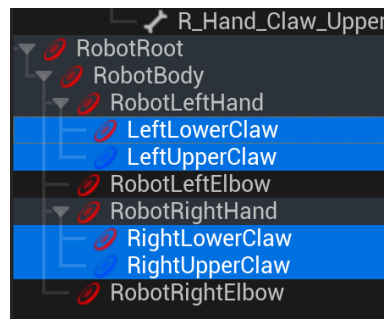 R_Hand_Claw_Upper
RobotRoot
RobotBody
RobotLeftHand
LeftLowerClaw
LeftUpperClaw
RobotLeftElbow
RobotRightHand
RightLowerClaw
RightUpperClaw
RobotRightElbow